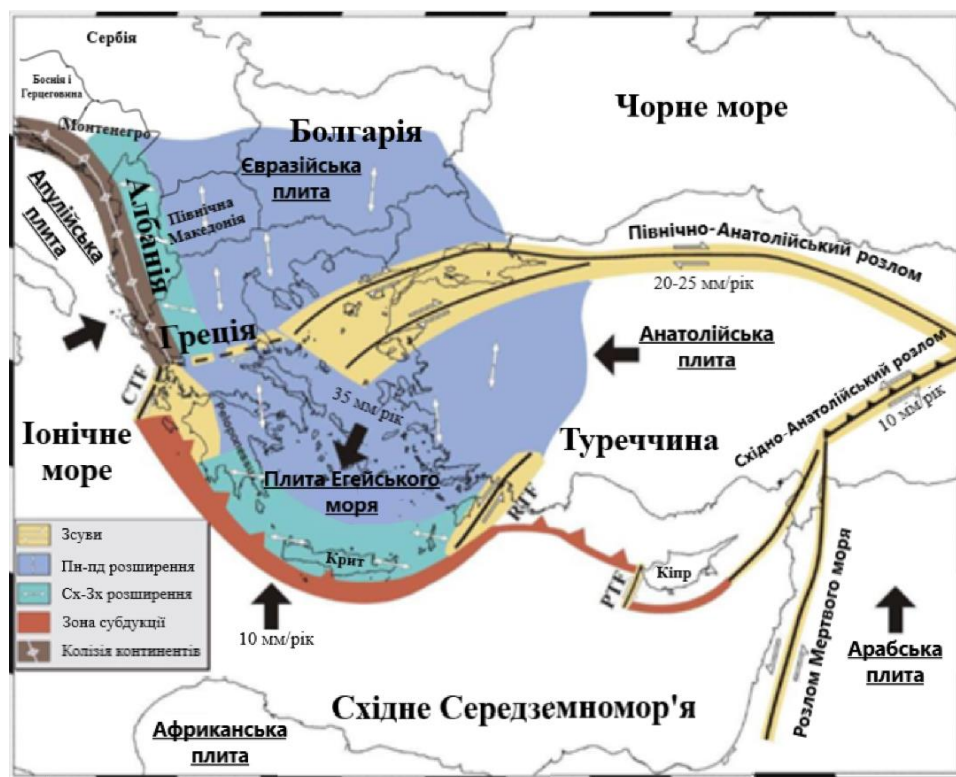 Сербія
Боснія і
Герцеговина
Монтенегро
Болгарія
Чорне море
Євразійська
плита
Апулійська
плита
Албанія
Північна
Македонія
Північно-Анатолійський розлом
20-25 мм/рік
Греція
Анатолійська
плита
35 мм/рік
CTF
Східно-Анатолійський розлом
10 мм/рік
Іонічне
море
Туреччина
Плита Егейського
моря
RTF
Крит
Кіпр
PTF
Зсуви
Пн-пд розширення
Сх-Зх розширення
Зона субдукції
Колізія континентів
10 мм/рік
Розлом Мертвого моря
Арабська
плита
Східне Середземномор'я
Африканська
плита